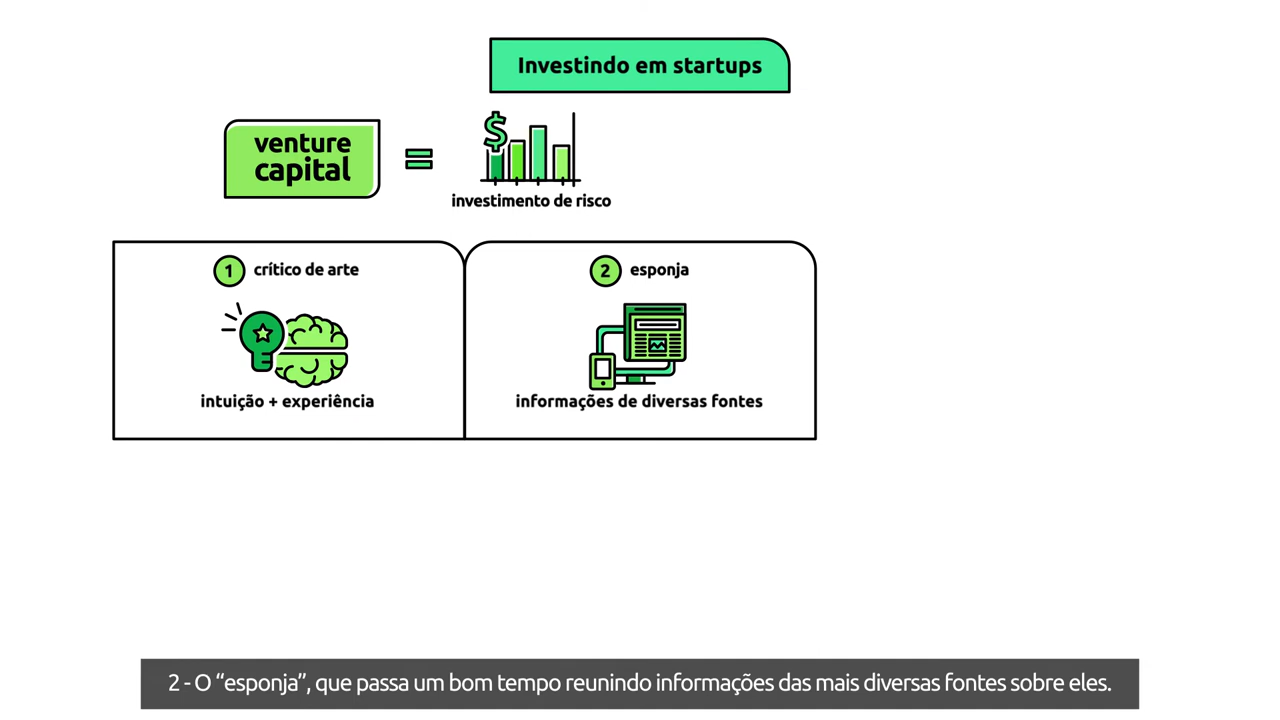 Investindo em startups
venture
capital
$
investimento de risco
1 crítico de arte
intuição + experiência
2 esponja
informações de diversas fontes
2 - O “esponja”, que passa um bom tempo reunindo informações das mais diversas fontes sobre eles.